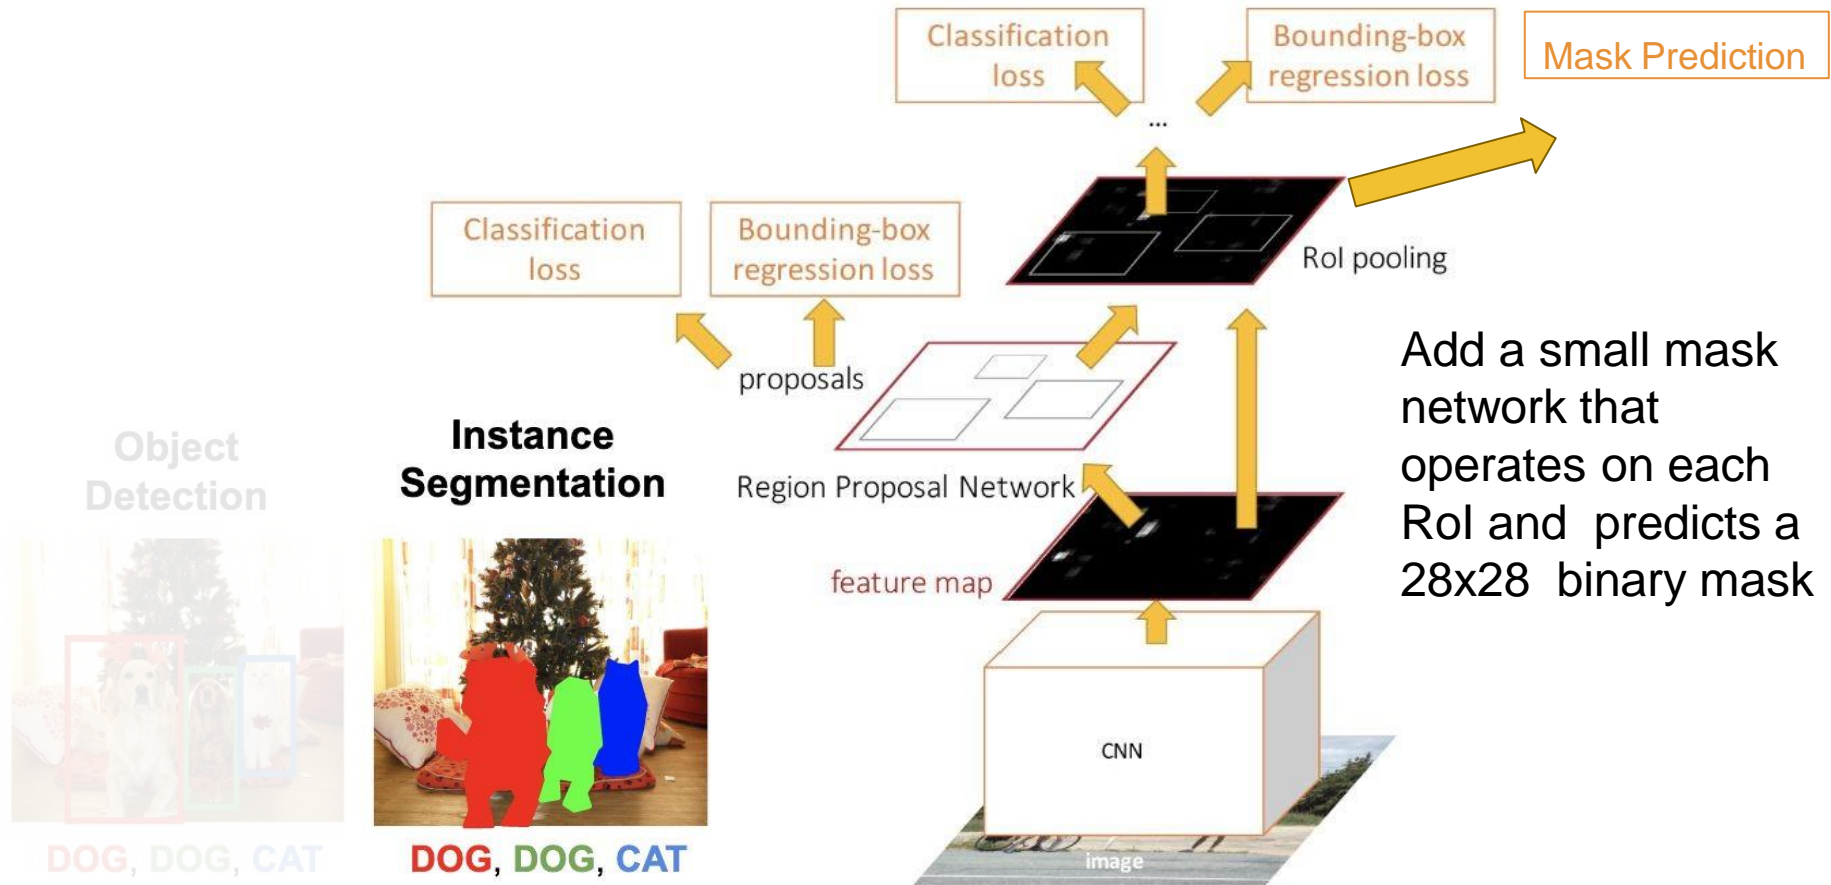 Classification
loss
Bounding-box
regression loss
Mask Prediction
...
Classification
loss
Bounding-box
regression loss
RoI pooling
proposals
Add a small mask
network that
operates on each
RoI and  predicts a
28x28  binary mask
Object
Detection
Instance
Segmentation
Region Proposal Network
feature map
CNN
image
DOG, DOG, CAT
DOG, DOG, CAT